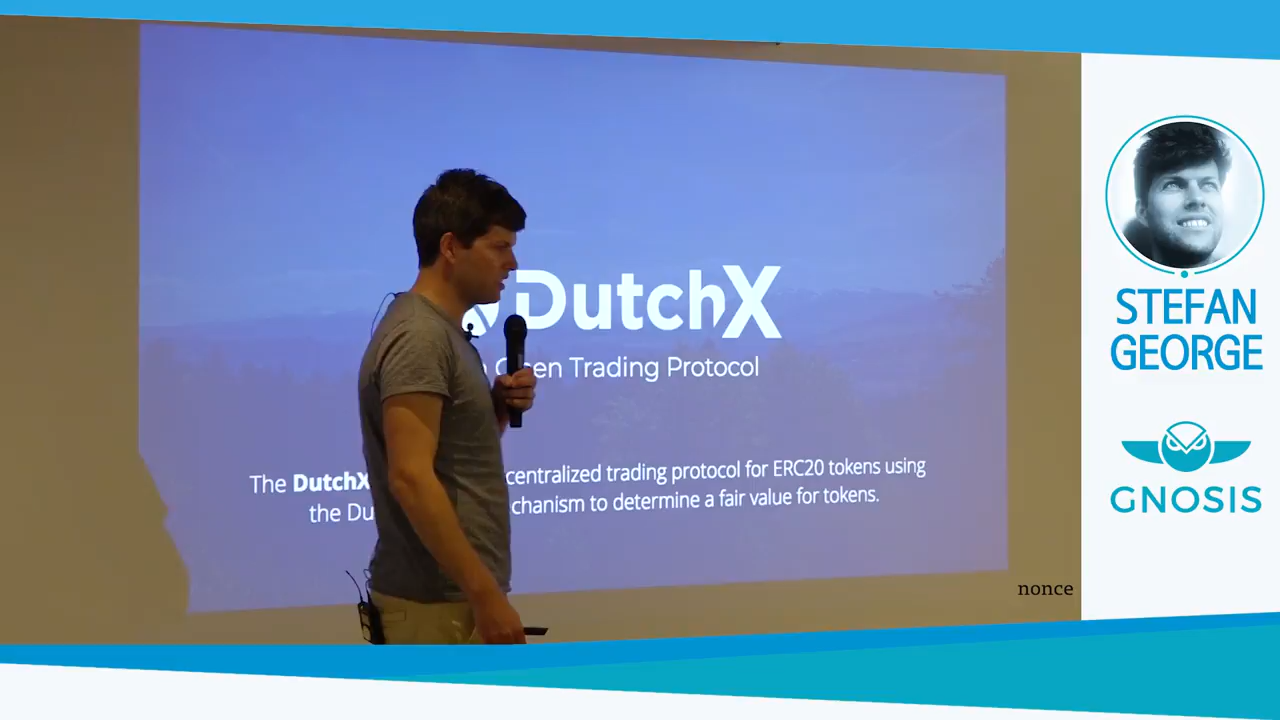 DutchX
Open Trading Protocol
The DutchX centralized trading protocol for ERC20 tokens using
the Du chanism to determine a fair value for tokens.
nonce
STEFAN
GEORGE
GNOSIS